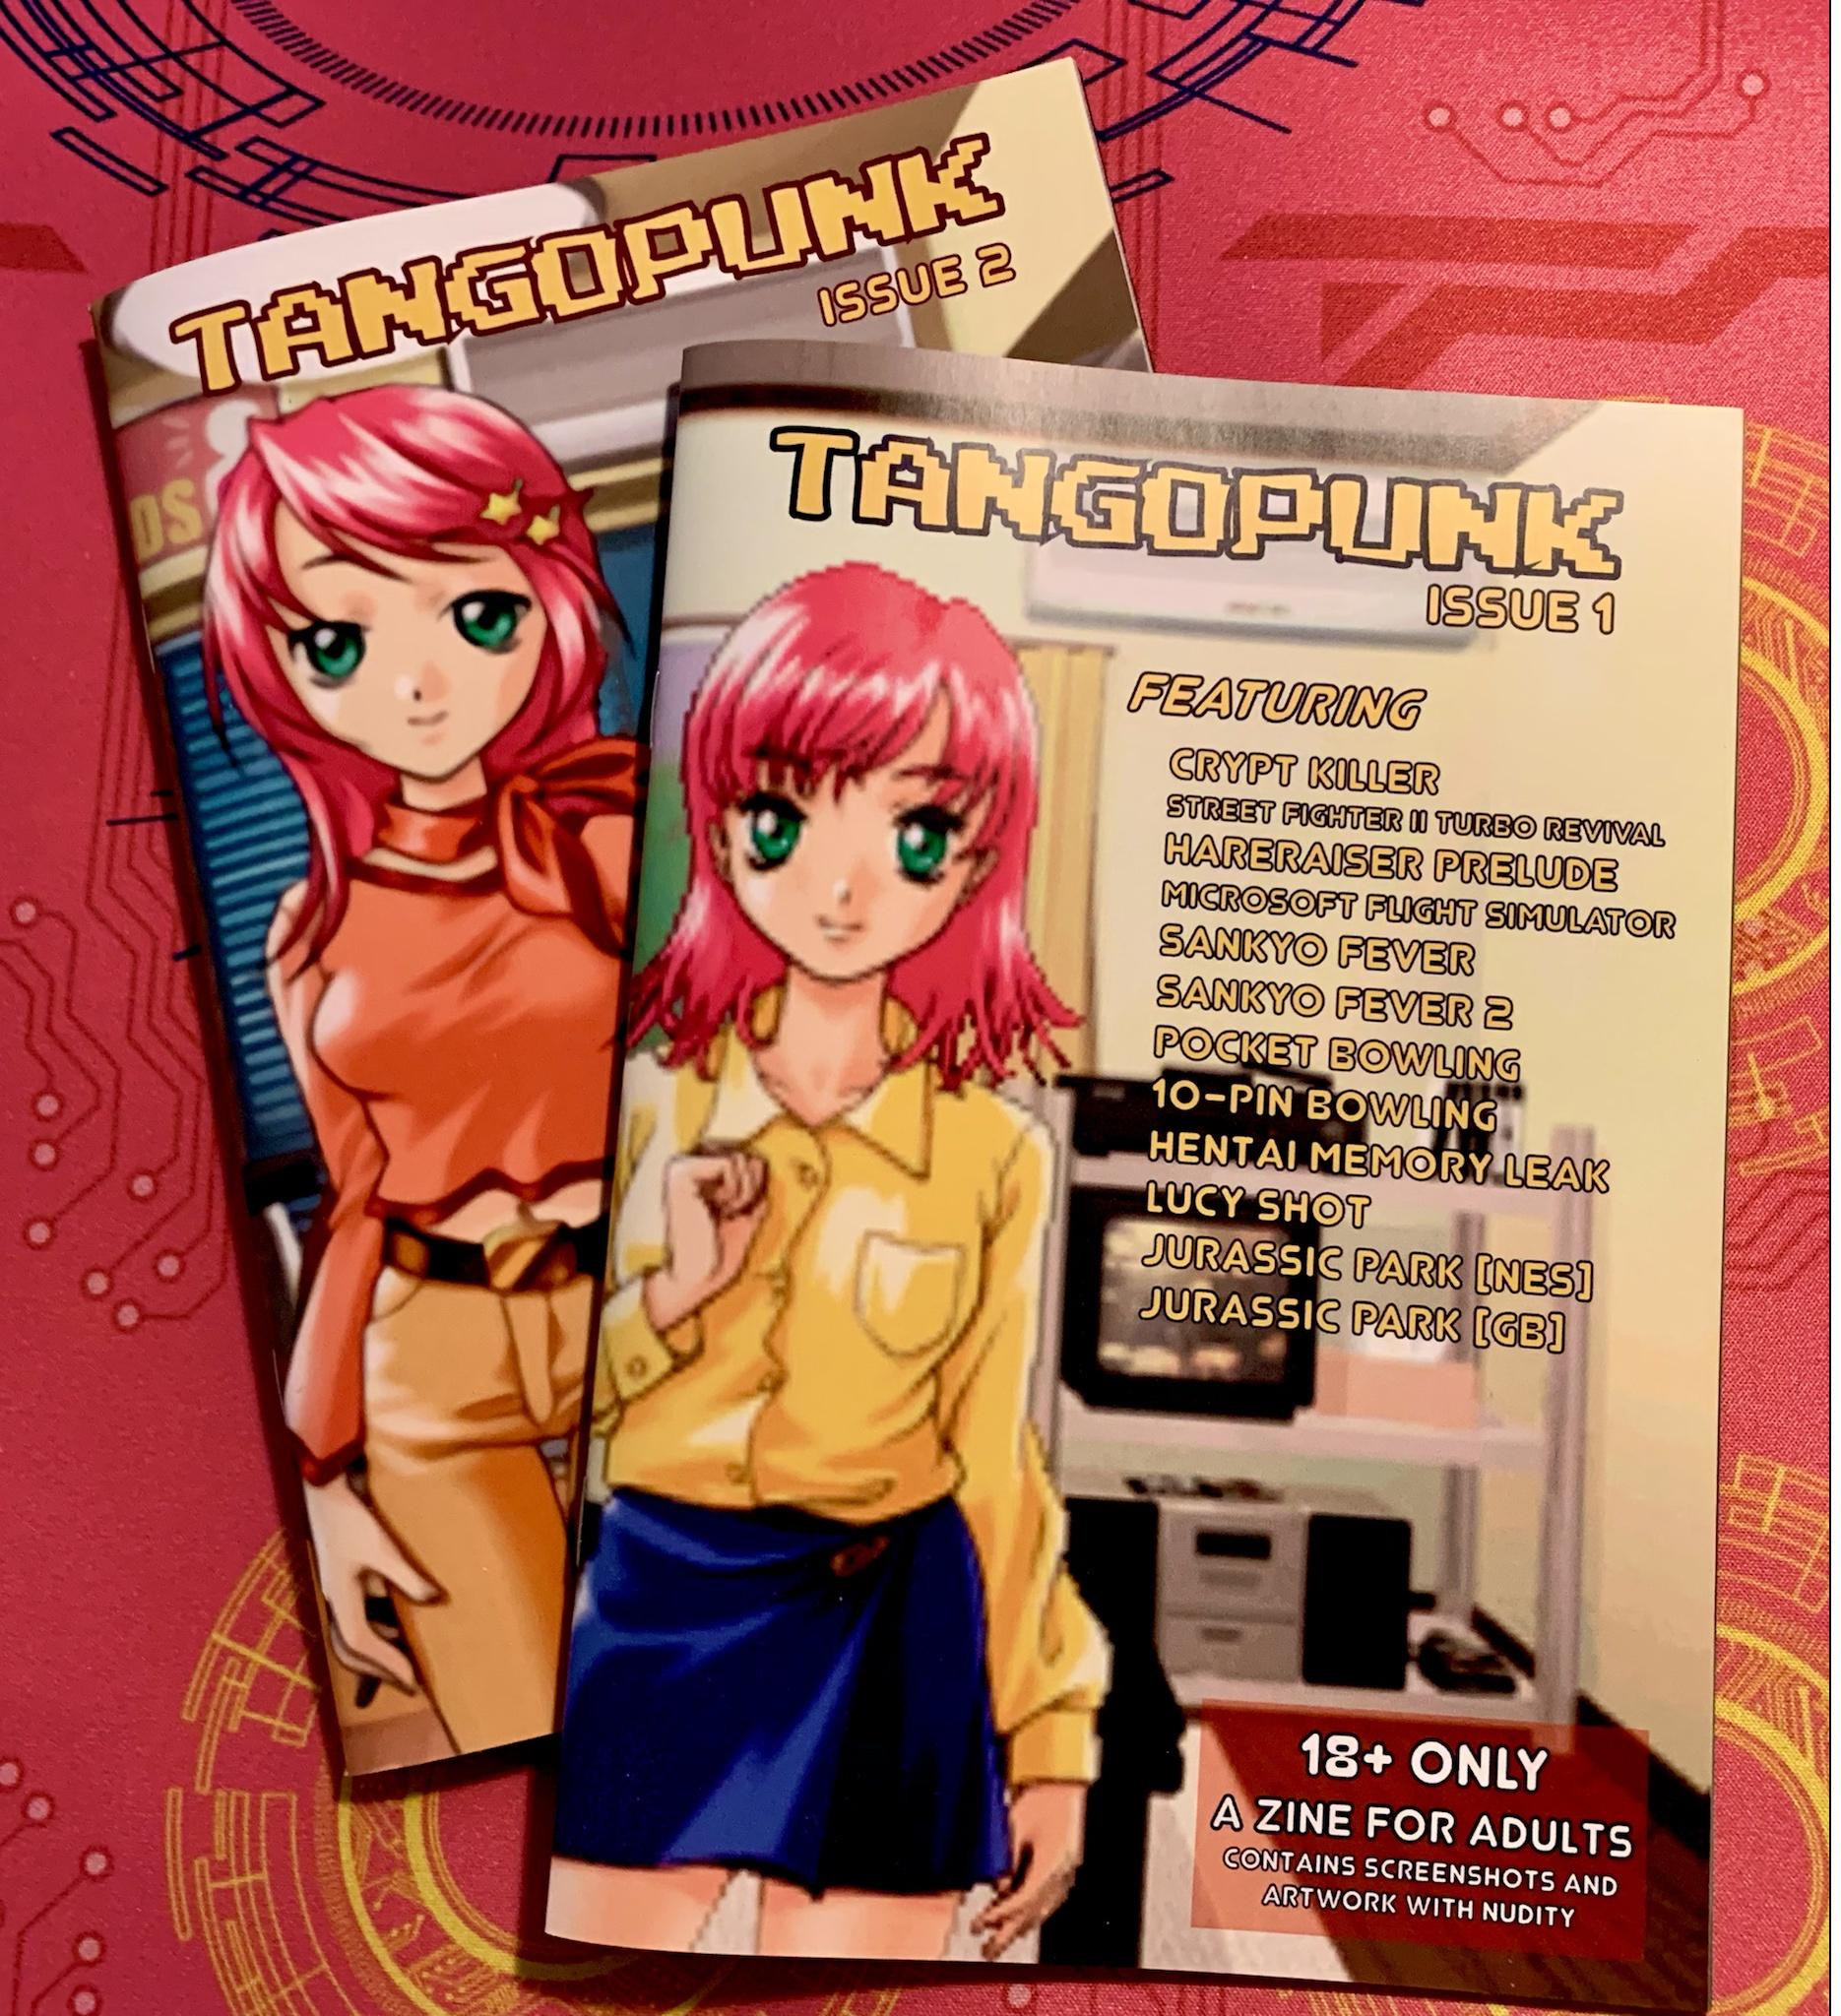 TANGOPUNK
ISSUE 2
DS
TANGOPUNK
ISSUE 1
FEATURING
CRYPT KILLER
STREET FIGHTER II TURBO REVIVAL
HARERAISER PRELUDE
MICROSOFT FLIGHT SIMULATOR
SANKYO FEVER
SANKYO FEVER 2
POCKET BOWLING
10-PIN BOWLING
HENTAI MEMORY LEAK
LUCY SHOT
JURASSIC PARK [NES]
JURASSIC PARK [GB]
18+ ONLY
A ZINE FOR ADULTS
CONTAINS SCREENSHOTS AND
ARTWORK WITH NUDITY